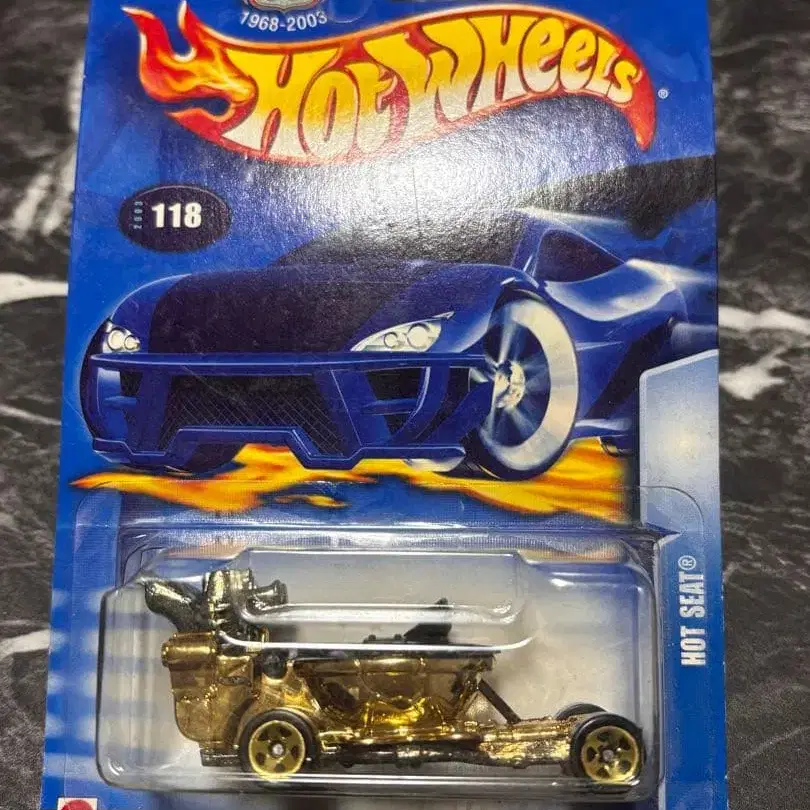 1968-2003
HOT WHEELS
®
2003
118
HOT SEAT®